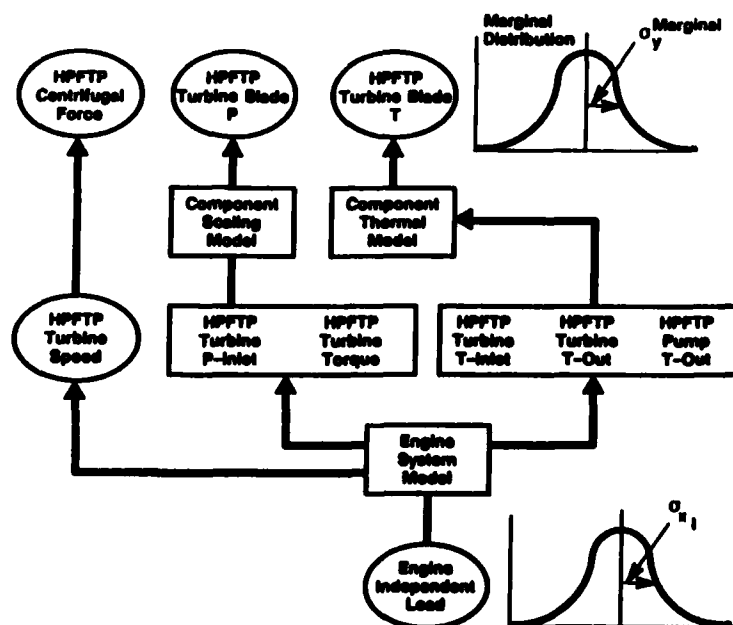 HPFTP
Centrifugal
Force
HPFTP
Turbine Blade
P
HPFTP
Turbine Blade
T
Marginal
Distribution
σ_y^Marginal
Component
Scaling
Model
Component
Thermal
Model
HPFTP
Turbine
Speed
HPFTP
Turbine
P-Inlet
HPFTP
Turbine
Torque
HPFTP
Turbine
T-Inlet
HPFTP
Turbine
T-Out
HPFTP
Pump
T-Out
Engine
System
Model
Engine
Independent
Load
σ_x_i